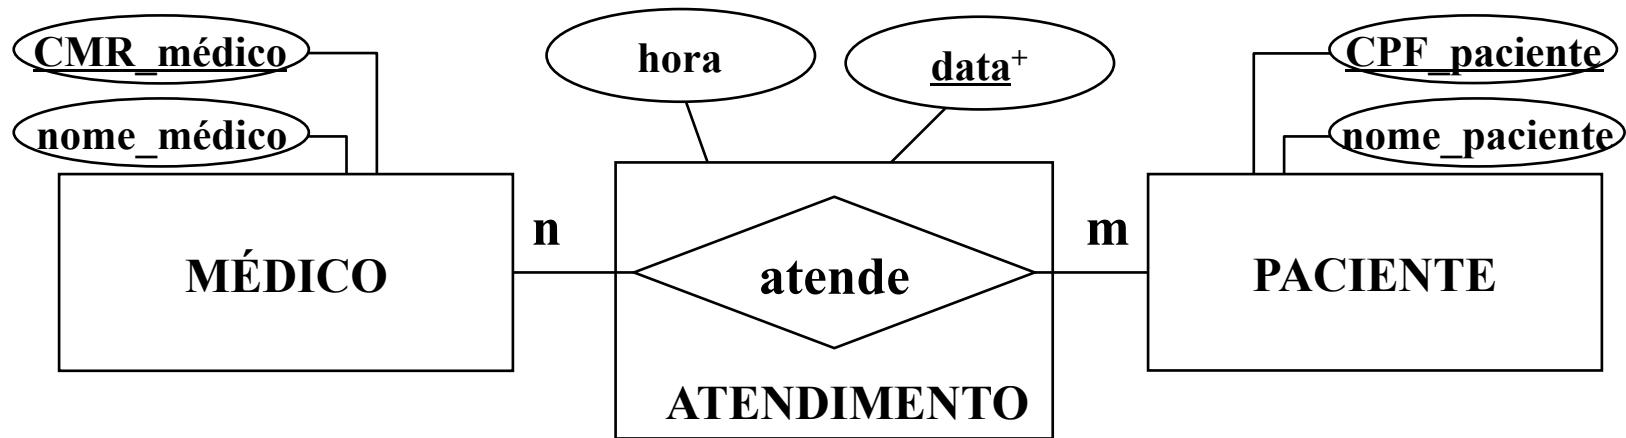 CMR_médico
nome_médico
hora
data+
CPF_paciente
nome_paciente
MÉDICO
n
atende
m
PACIENTE
ATENDIMENTO